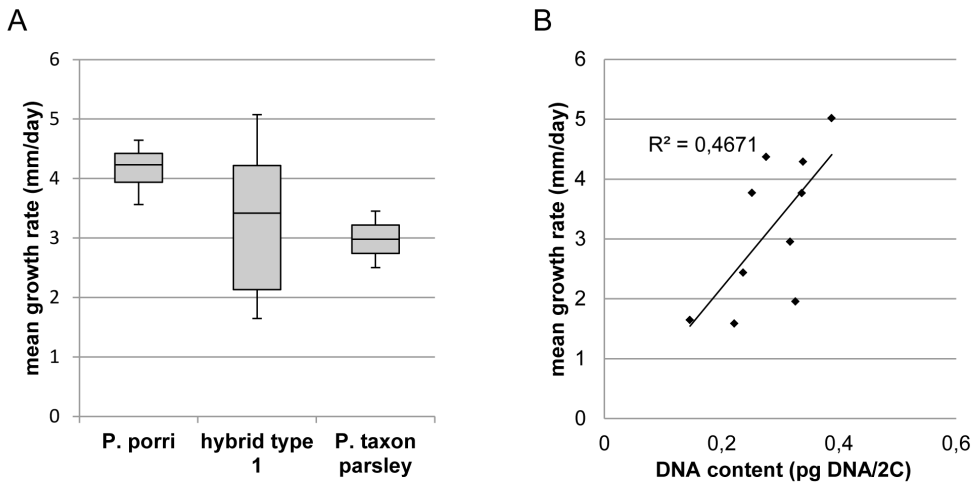 A
mean growth rate (mm/day)
6
5
4
3
2
1
0
P. porri
hybrid type
1
P. taxon
parsley
B
mean growth rate (mm/day)
6
5
4
3
2
1
0
R² = 0,4671
0
0,2
0,4
0,6
DNA content (pg DNA/2C)